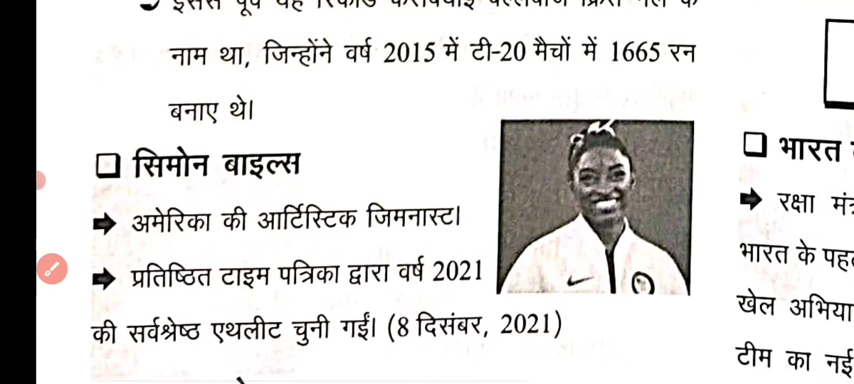 नाम था, जिन्होंने वर्ष 2015 में टी-20 मैचों में 1665 रन
बनाए थे।
❑ सिमोन बाइल्स
➡ अमेरिका की आर्टिस्टिक जिमनास्ट।
➡ प्रतिष्ठित टाइम पत्रिका द्वारा वर्ष 2021
की सर्वश्रेष्ठ एथलीट चुनी गईं। (8 दिसंबर, 2021)
❑ भारत
➡ रक्षा
भारत के
खेल
टीम का नई